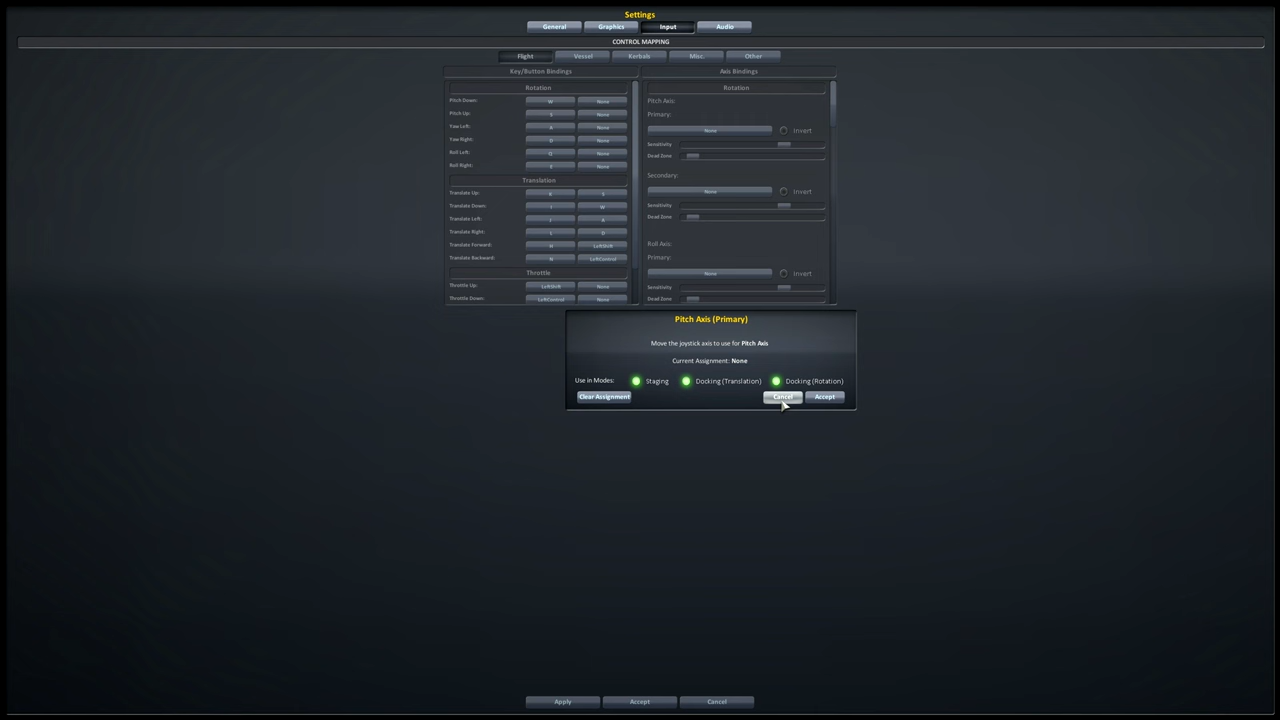 Settings
General Graphics Input Audio
CONTROL MAPPING
Flight Vessel Kerbals Misc. Other
Key/Button Bindings
Rotation
Pitch Down: W None
Pitch Up: S None
Yaw Left: A None
Yaw Right: D None
Roll Left: Q None
Roll Right: E None
Translation
Translate Up: K S
Translate Down: I W
Translate Left: J A
Translate Right: L D
Translate Forward: H LeftShift
Translate Backward: N LeftControl
Throttle
Throttle Up: LeftShift None
Throttle Down: LeftControl None
Axis Bindings
Rotation
Pitch Axis:
Primary:
None Invert
Sensitivity
Dead Zone
Secondary:
None Invert
Sensitivity
Dead Zone
Roll Axis:
Primary:
None Invert
Sensitivity
Dead Zone
Pitch Axis (Primary)
Move the joystick axis to use for Pitch Axis
Current Assignment: None
Use in Modes: Staging Docking (Translation) Docking (Rotation)
Clear Assignment Cancel Accept
Apply Accept Cancel